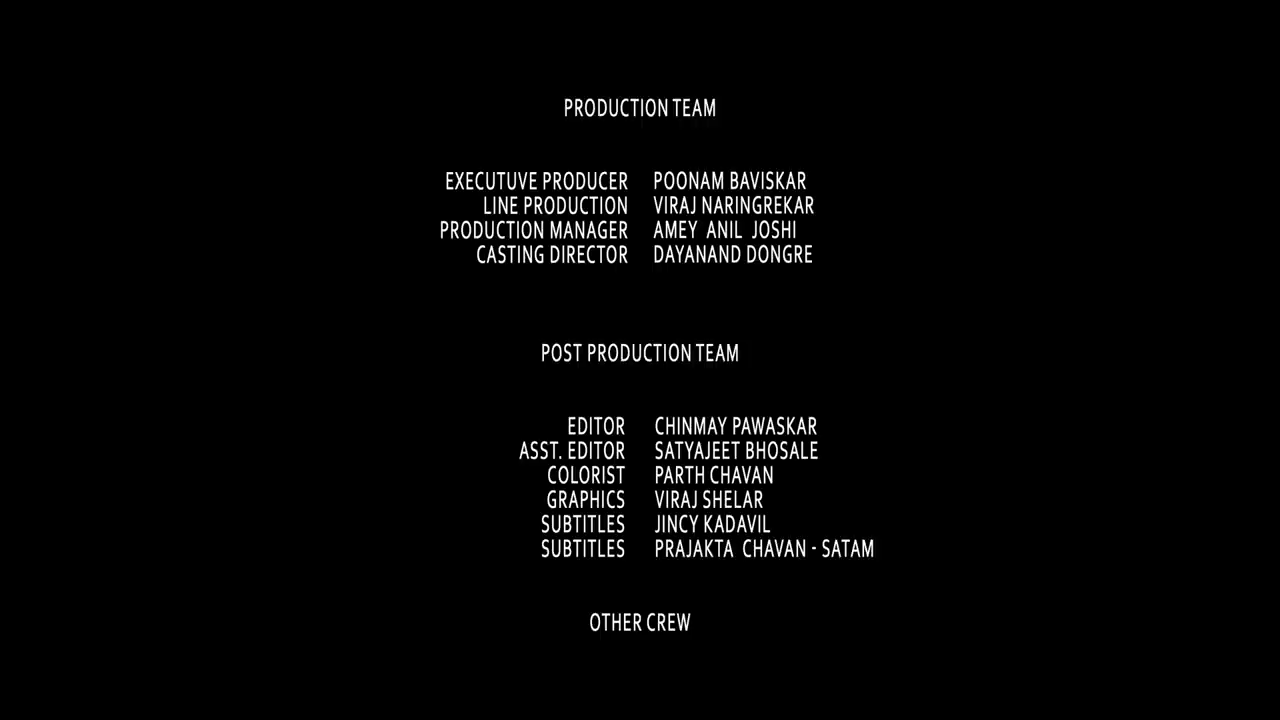 PRODUCTION TEAM
EXECUTUVE PRODUCER POONAM BAVISKAR
LINE PRODUCTION VIRAJ NARINGREKAR
PRODUCTION MANAGER AMEY ANIL JOSHI
CASTING DIRECTOR DAYANAND DONGRE
POST PRODUCTION TEAM
EDITOR CHINMAY PAWASKAR
ASST. EDITOR SATYAJEET BHOSALE
COLORIST PARTH CHAVAN
GRAPHICS VIRAJ SHELAR
SUBTITLES JINCY KADAVIL
SUBTITLES PRAJAKTA CHAVAN - SATAM
OTHER CREW